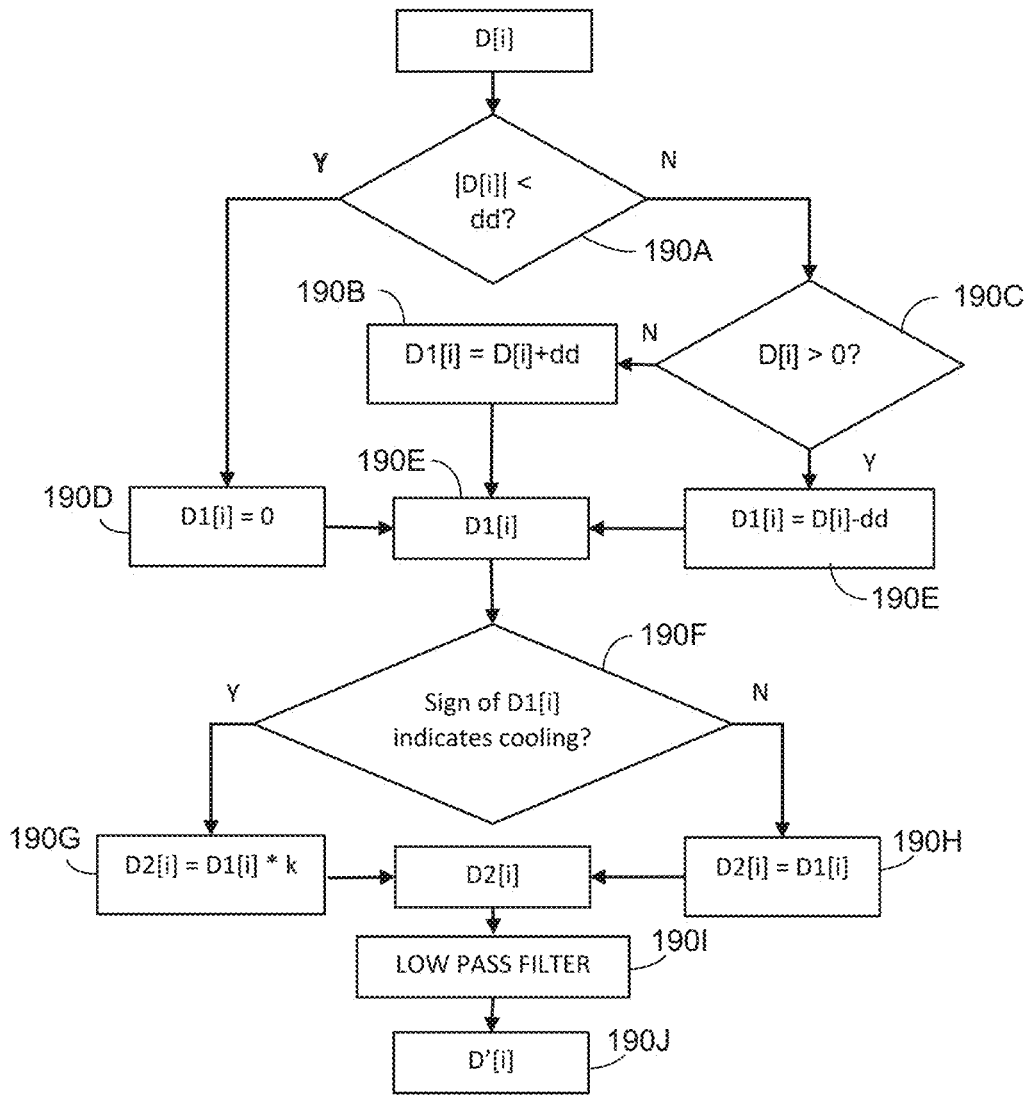 D[i]
Y
N
|D[i]| <
dd?
190A
190B
190C
N
D1[i] = D[i]+dd
D[i] > 0?
Y
190E
190D
D1[i] = 0
D1[i]
D1[i] = D[i]-dd
190E
190F
Y
N
Sign of D1[i]
indicates cooling?
190G
190H
D2[i] = D1[i] * k
D2[i]
D2[i] = D1[i]
190I
LOW PASS FILTER
190J
D'[i]